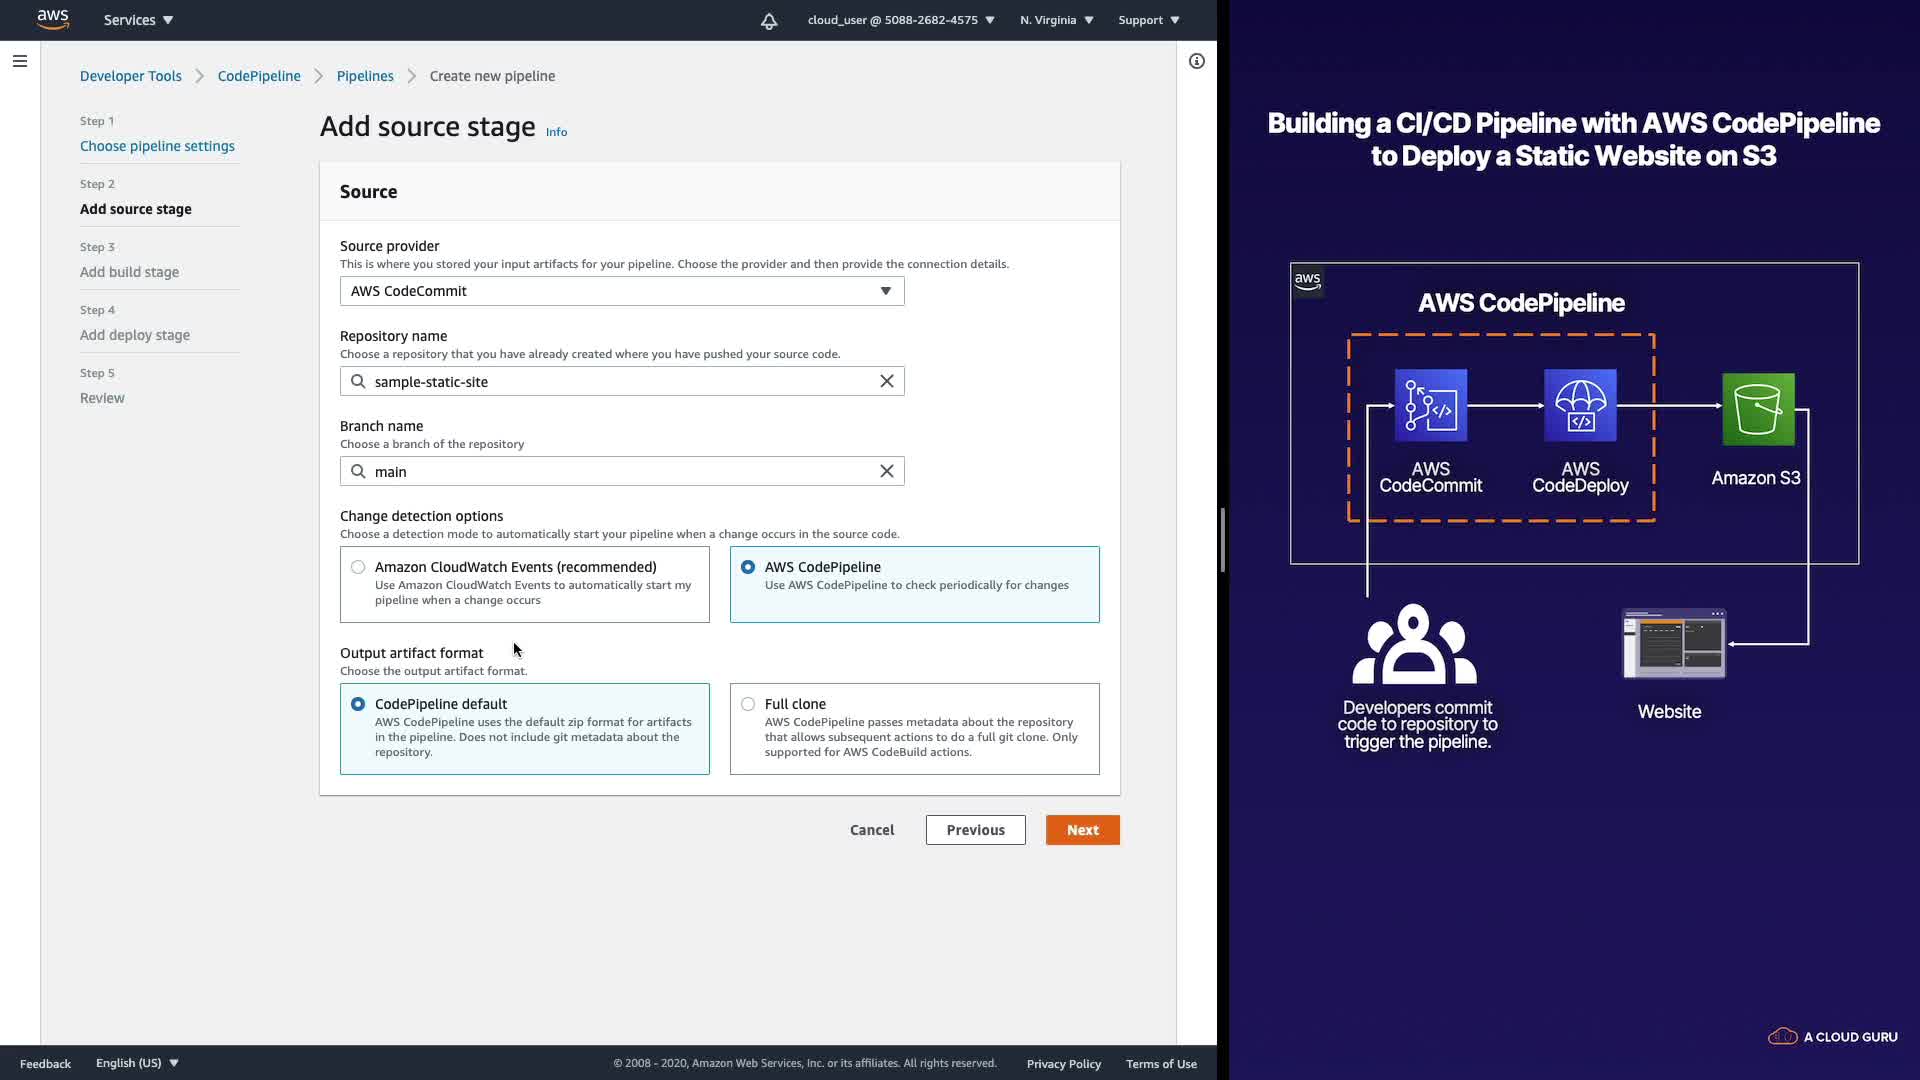 aws
Services
cloud_user @ 5088-2682-4575
N. Virginia
Support
Developer Tools
CodePipeline
Pipelines
Create new pipeline
Step 1
Choose pipeline settings
Step 2
Add source stage
Step 3
Add build stage
Step 4
Add deploy stage
Step 5
Review
Add source stage Info
Source
Source provider
This is where you stored your input artifacts for your pipeline. Choose the provider and then provide the connection details.
AWS CodeCommit
Repository name
Choose a repository that you have already created where you have pushed your source code.
sample-static-site
Branch name
Choose a branch of the repository
main
Change detection options
Choose a detection mode to automatically start your pipeline when a change occurs in the source code.
Amazon CloudWatch Events (recommended)
Use Amazon CloudWatch Events to automatically start my
pipeline when a change occurs
AWS CodePipeline
Use AWS CodePipeline to check periodically for changes
Output artifact format
Choose the output artifact format.
CodePipeline default
AWS CodePipeline uses the default zip format for artifacts
in the pipeline. Does not include git metadata about the
repository.
Full clone
AWS CodePipeline passes metadata about the repository
that allows subsequent actions to do a full git clone. Only
supported for AWS CodeBuild actions.
Cancel
Previous
Next
Feedback
English (US)
© 2008 - 2020, Amazon Web Services, Inc. or its affiliates. All rights reserved.
Privacy Policy
Terms of Use
Building a CI/CD Pipeline with AWS CodePipeline
to Deploy a Static Website on S3
aws
AWS CodePipeline
AWS
CodeCommit
AWS
CodeDeploy
Amazon S3
Developers commit
code to repository to
trigger the pipeline.
Website
A CLOUD GURU